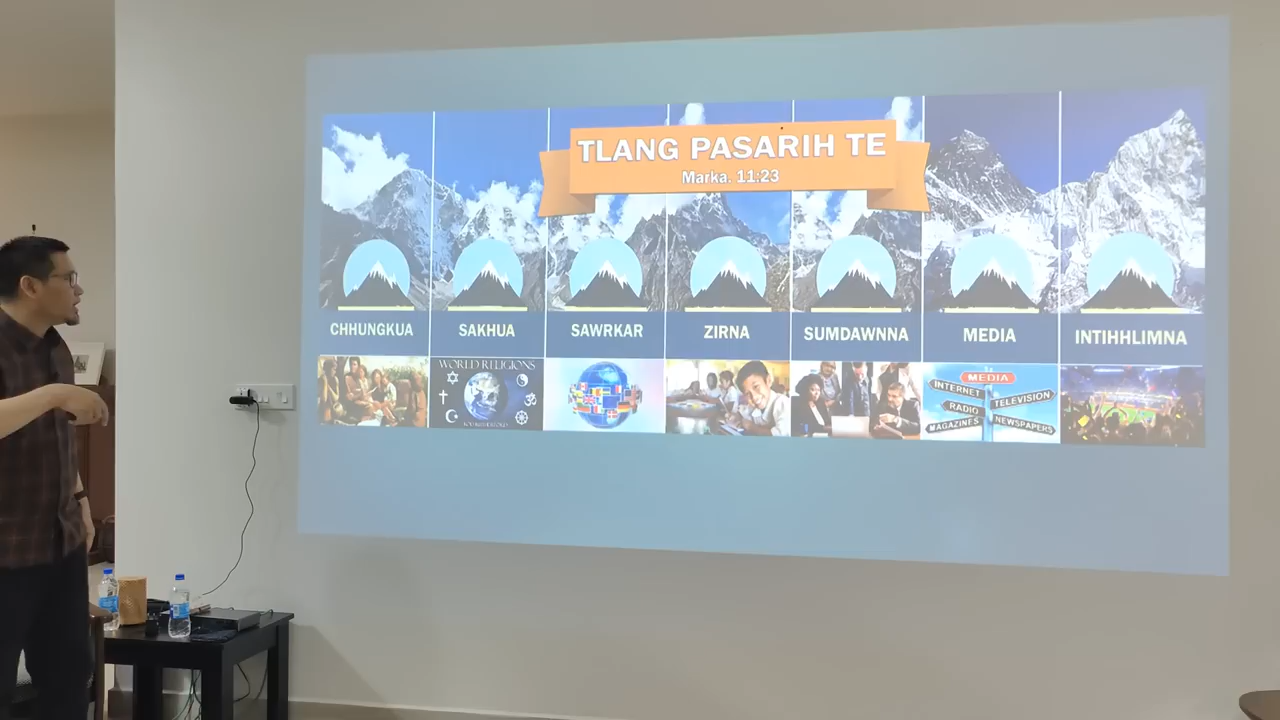 TLANG PASARIH TE
Marka. 11:23
CHHUNGKUA
SAKHUA
SAWRKAR
ZIRNA
SUMDAWNNA
MEDIA
INTIHHLIMNA
WORLD RELIGIONS
MEDIA
INTERNET
TELEVISION
RADIO
MAGAZINES
NEWSPAPERS